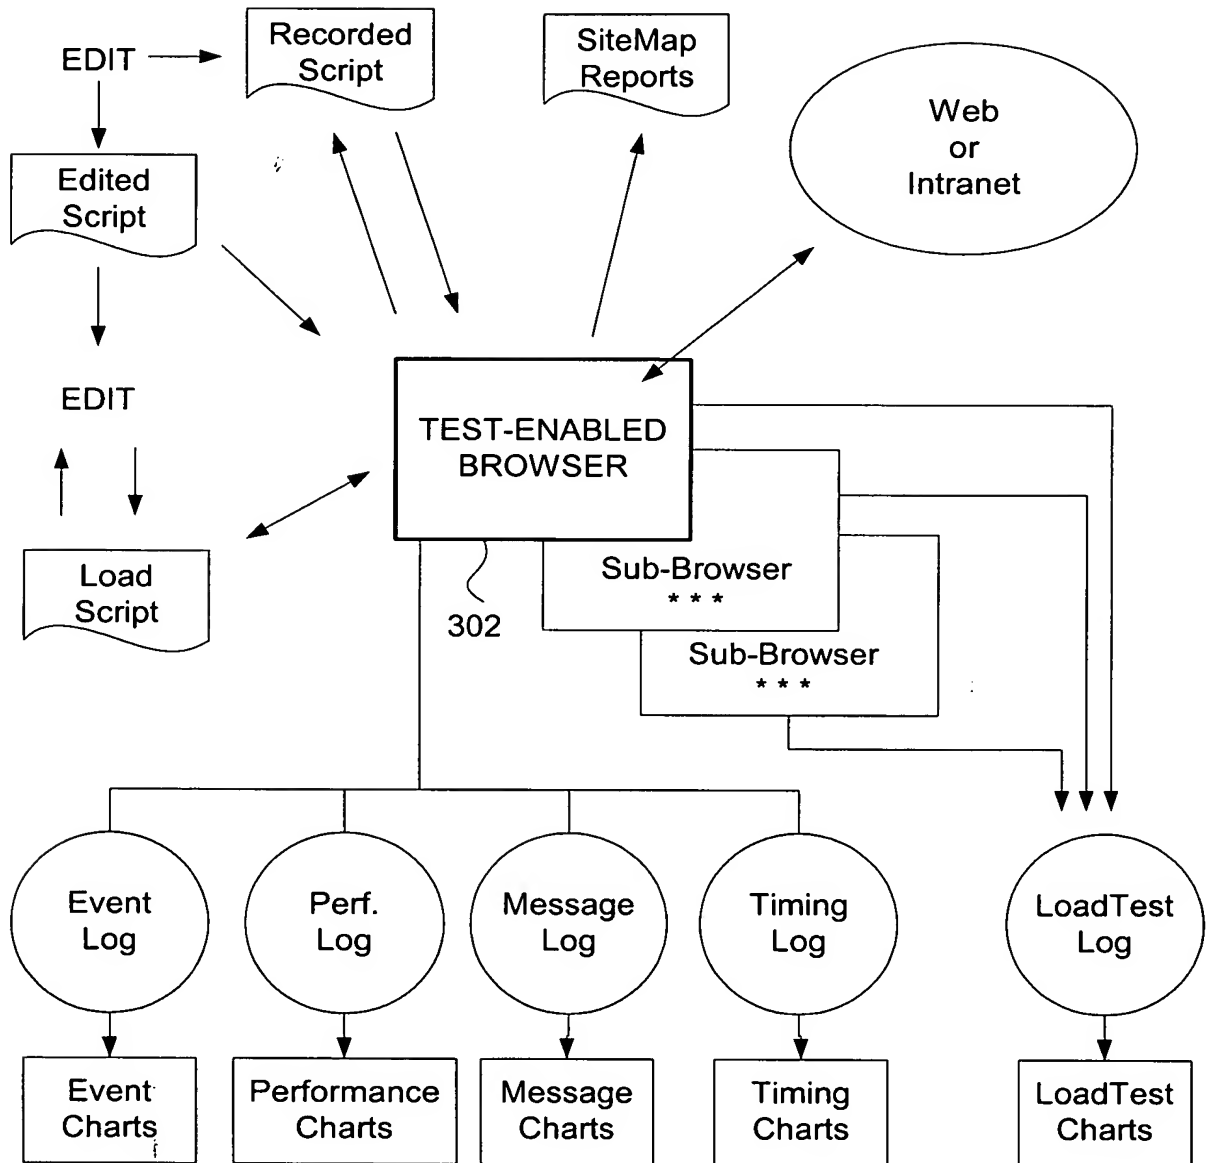 EDIT
Recorded
Script
SiteMap
Reports
Web
or
Intranet
Edited
Script
EDIT
TEST-ENABLED
BROWSER
Load
Script
302
Sub-Browser
* * *
Sub-Browser
* * *
Event
Log
Perf.
Log
Message
Log
Timing
Log
LoadTest
Log
Event
Charts
Performance
Charts
Message
Charts
Timing
Charts
LoadTest
Charts